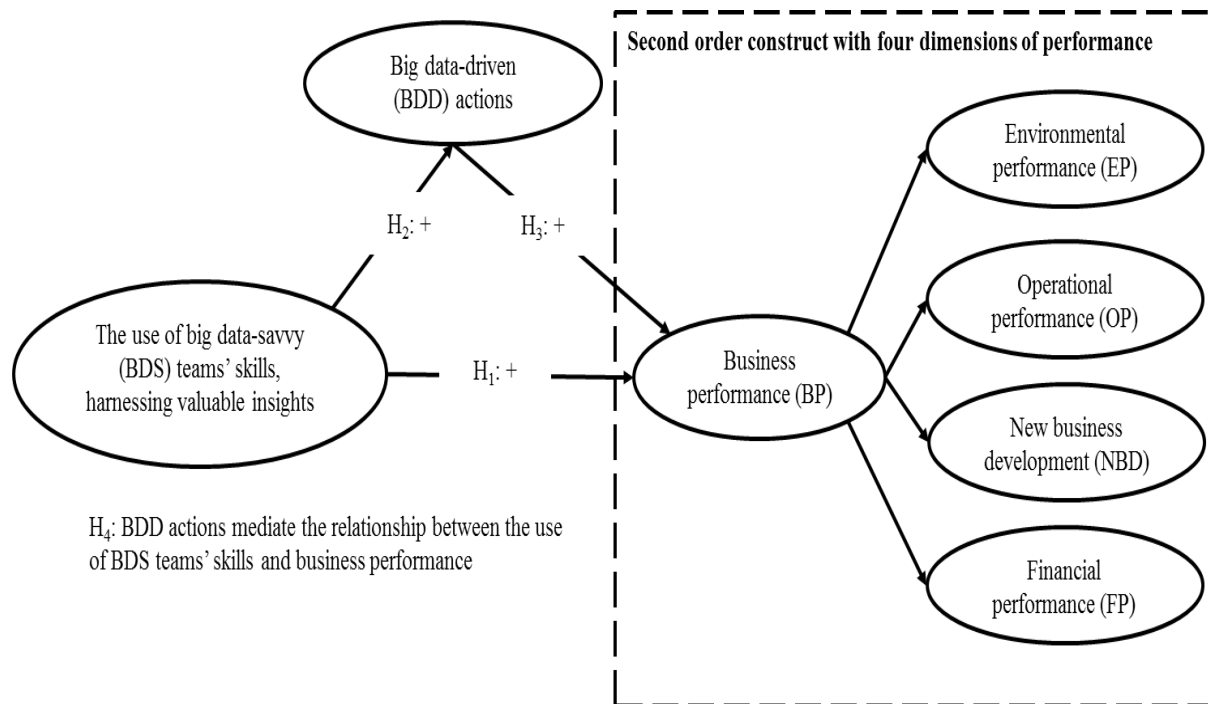 Second order construct with four dimensions of performance
Big data-driven
(BDD) actions
Environmental
performance (EP)
H₂: +
H₃: +
Operational
performance (OP)
The use of big data-savvy
(BDS) teams’ skills,
harnessing valuable insights
H₁: +
Business
performance (BP)
New business
development (NBD)
H₄: BDD actions mediate the relationship between the use
of BDS teams’ skills and business performance
Financial
performance (FP)